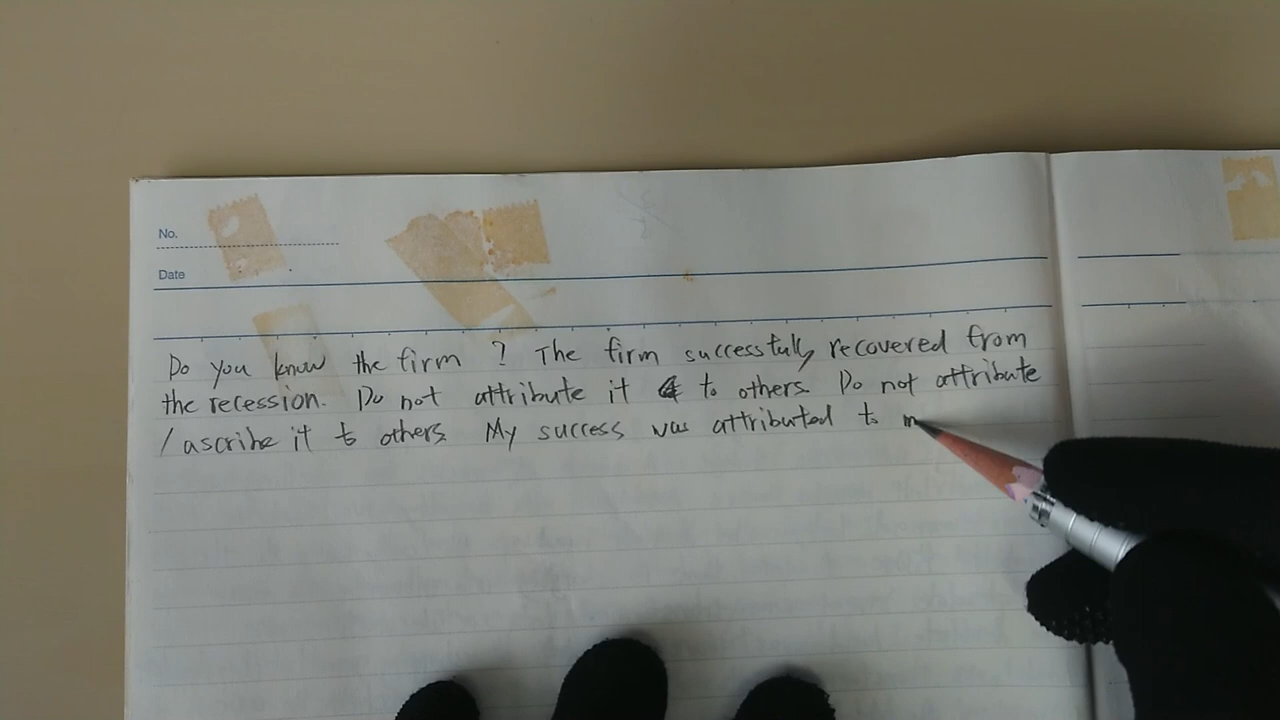 No.
Date
Do you know the firm ? The firm successfully recovered from
the recession. Do not attribute it to others. Do not attribute
/ ascribe it to others. My success was attributed to m